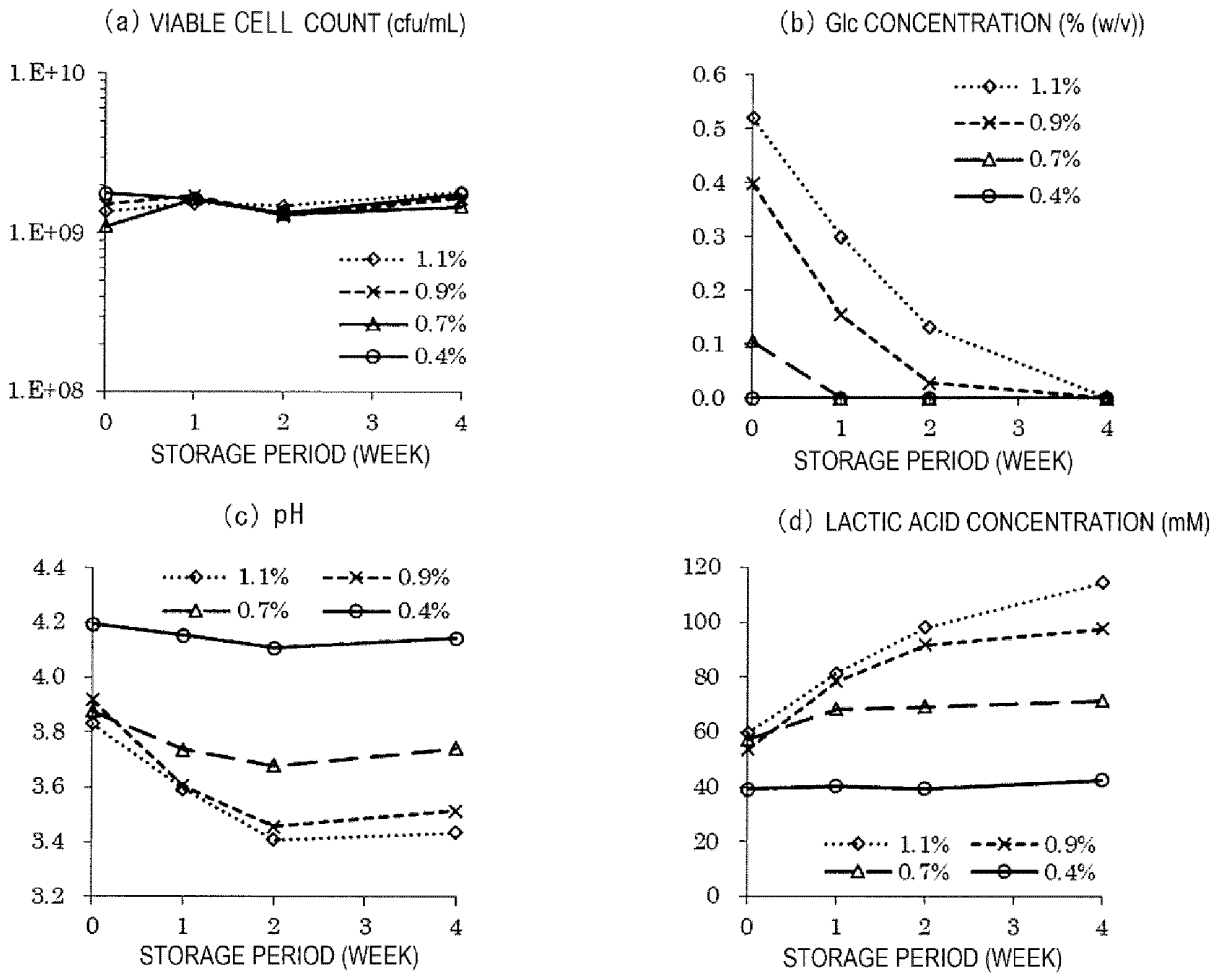 (a) VIABLE CELL COUNT (cfu/mL)
1.E+10
1.E+09
1.E+08
1.1%
0.9%
0.7%
0.4%
0 1 2 3 4
STORAGE PERIOD (WEEK)
(b) Glc CONCENTRATION (% (w/v))
0.6
0.5
0.4
0.3
0.2
0.1
0.0
1.1%
0.9%
0.7%
0.4%
0 1 2 3 4
STORAGE PERIOD (WEEK)
(c) pH
4.4
4.2
4.0
3.8
3.6
3.4
3.2
1.1% 0.9%
0.7% 0.4%
0 1 2 3 4
STORAGE PERIOD (WEEK)
(d) LACTIC ACID CONCENTRATION (mM)
120
100
80
60
40
20
0
1.1% 0.9%
0.7% 0.4%
0 1 2 3 4
STORAGE PERIOD (WEEK)